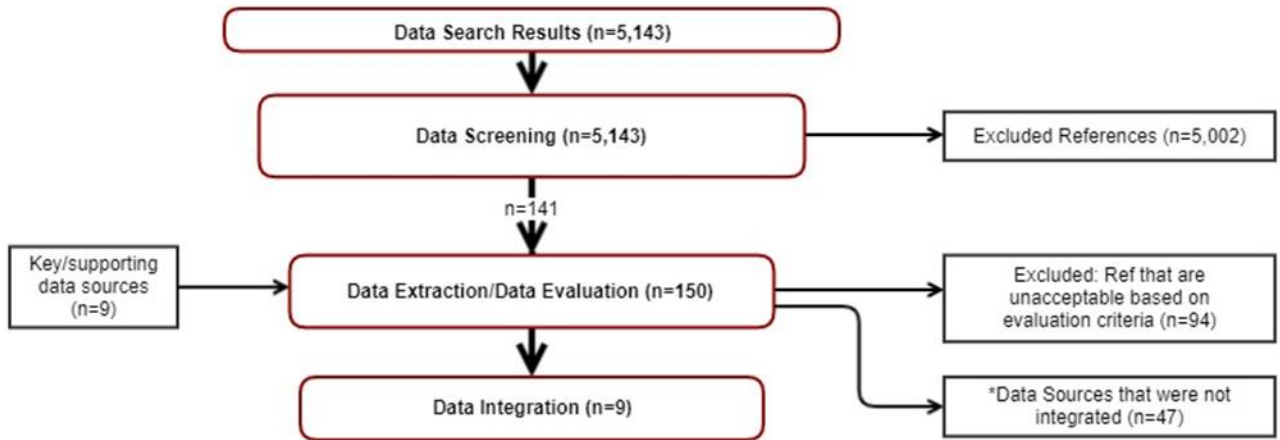 Data Search Results (n=5,143)
Data Screening (n=5,143)
Excluded References (n=5,002)
n=141
Key/supporting
data sources
(n=9)
Data Extraction/Data Evaluation (n=150)
Excluded: Ref that are
unacceptable based on
evaluation criteria (n=94)
Data Integration (n=9)
*Data Sources that were not
integrated (n=47)